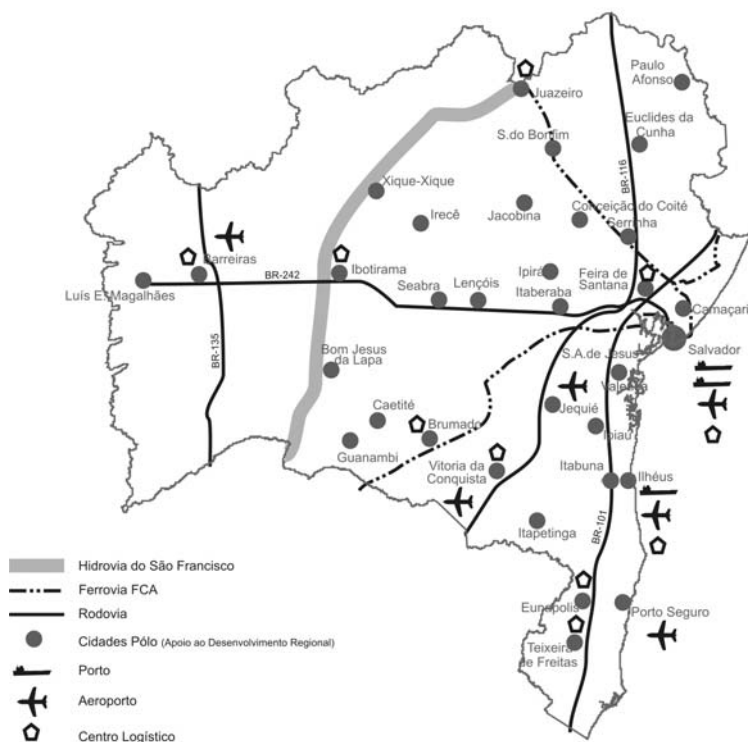 Paulo
Afonso
Juazeiro
Euclides da
Cunha
S.do Bonfim
BR-116
Xique-Xique
Irecê
Jacobina
Conceição do Coité
Serrinha
Barreiras
Ibotirama
Ipirá
Feira de
Santana
BR-242
Luís E. Magalhães
Seabra
Lençóis
Itaberaba
Camaçari
BR-135
Salvador
Bom Jesus
da Lapa
S.A.de Jesus
Valença
Caetité
Brumado
Jequié
Ipiaú
Guanambi
Vitoria da
Conquista
Itabuna
Ilhéus
BR-101
Itapetinga
Eunapolis
Porto Seguro
Teixeira
de Freitas
Hidrovia do São Francisco
Ferrovia FCA
Rodovia
Cidades Pólo (Apoio ao Desenvolvimento Regional)
Porto
Aeroporto
Centro Logístico